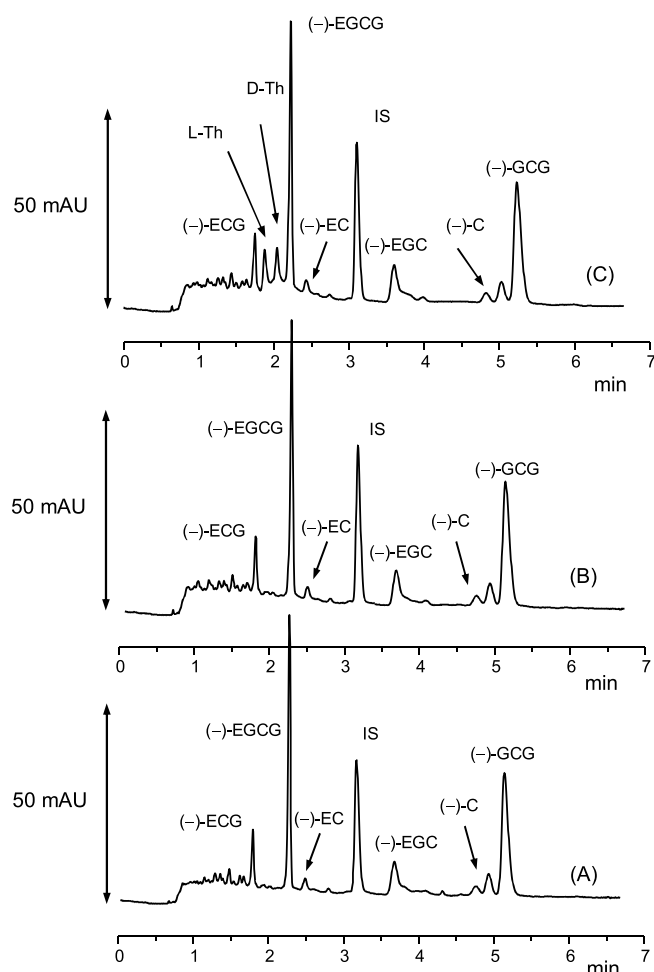 (–)-EGCG
D-Th
IS
L-Th
(–)-GCG
50 mAU
(–)-ECG
(–)-EC
(–)-C
(–)-EGC
(C)
0 1 2 3 4 5 6 7
min
(–)-EGCG
IS
(–)-GCG
50 mAU
(–)-ECG
(–)-EC
(–)-C
(–)-EGC
(B)
0 1 2 3 4 5 6 7
min
(–)-EGCG
IS
(–)-GCG
50 mAU
(–)-ECG
(–)-EC
(–)-C
(–)-EGC
(A)
0 1 2 3 4 5 6 7
min